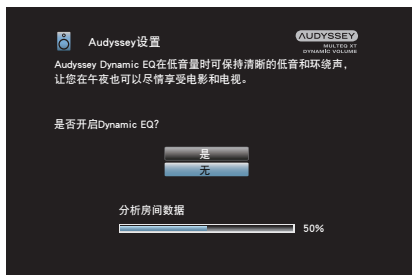 Audyssey设置
AUDYSSEY
MULTEQ XT
DYNAMIC VOLUME
Audyssey Dynamic EQ在低音量时可保持清晰的低音和环绕声，
让您在午夜也可以尽情享受电影和电视。
是否开启Dynamic EQ?
是
无
分析房间数据
50%